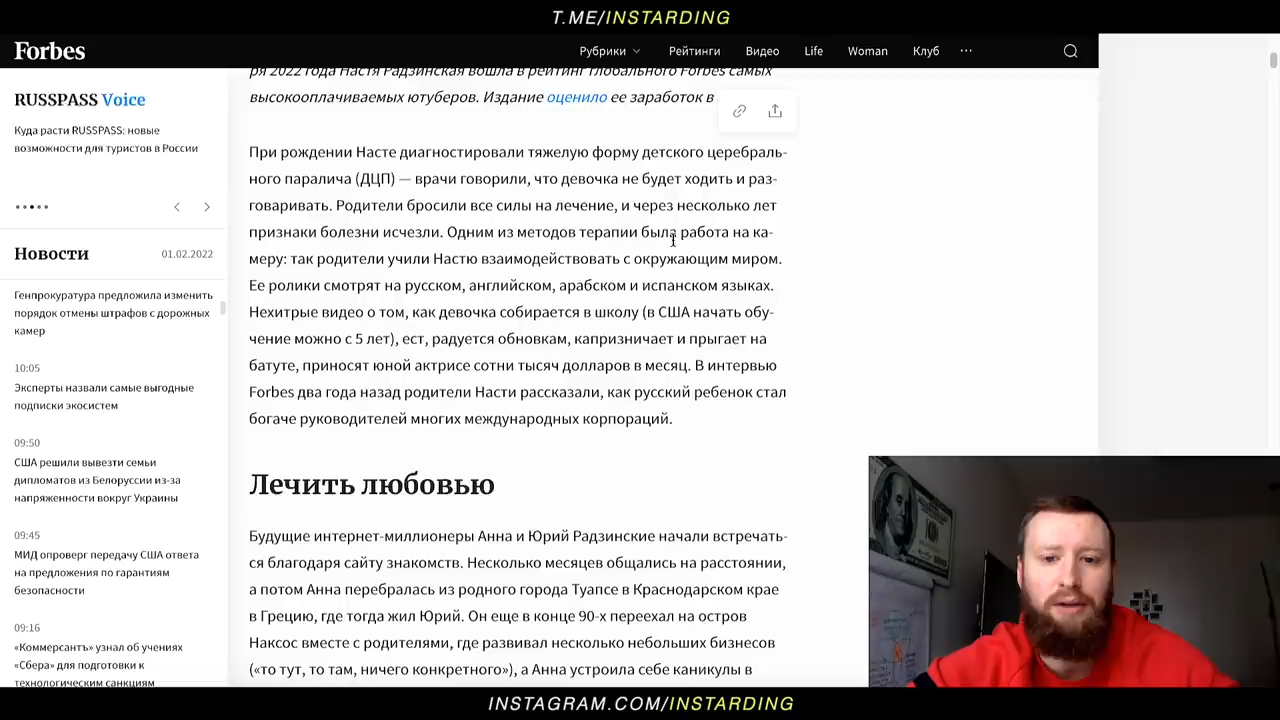 T.ME/INSTARDING
Forbes
Рубрики
Рейтинги
Видео
Life
Woman
Клуб
RUSSPASS Voice
Куда расти RUSSPASS: новые
возможности для туристов в России
Новости
01.02.2022
Генпрокуратура предложила изменить
порядок отмены штрафов с дорожных
камер
10:05
Эксперты назвали самые выгодные
подписки экосистем
09:50
США решили вывезти семьи
дипломатов из Белоруссии из-за
напряженности вокруг Украины
09:45
МИД опроверг передачу США ответа
на предложения по гарантиям
безопасности
09:16
«Коммерсантъ» узнал об учениях
«Сбера» для подготовки к
технологическим санкциям
ря 2022 года Настя Радзинская вошла в рейтинг глобального Forbes самых
высокооплачиваемых ютуберов. Издание оценило ее заработок в
При рождении Насте диагностировали тяжелую форму детского церебраль-
ного паралича (ДЦП) — врачи говорили, что девочка не будет ходить и раз-
говаривать. Родители бросили все силы на лечение, и через несколько лет
признаки болезни исчезли. Одним из методов терапии была работа на ка-
меру: так родители учили Настю взаимодействовать с окружающим миром.
Ее ролики смотрят на русском, английском, арабском и испанском языках.
Нехитрые видео о том, как девочка собирается в школу (в США начать обу-
чение можно с 5 лет), ест, радуется обновкам, капризничает и прыгает на
батуте, приносят юной актрисе сотни тысяч долларов в месяц. В интервью
Forbes два года назад родители Насти рассказали, как русский ребенок стал
богаче руководителей многих международных корпораций.
Лечить любовью
Будущие интернет-миллионеры Анна и Юрий Радзинские начали встречать-
ся благодаря сайту знакомств. Несколько месяцев общались на расстоянии,
а потом Анна перебралась из родного города Туапсе в Краснодарском крае
в Грецию, где тогда жил Юрий. Он еще в конце 90-х переехал на остров
Наксос вместе с родителями, где развивал несколько небольших бизнесов
(«то тут, то там, ничего конкретного»), а Анна устроила себе каникулы в
INSTAGRAM.COM/INSTARDING